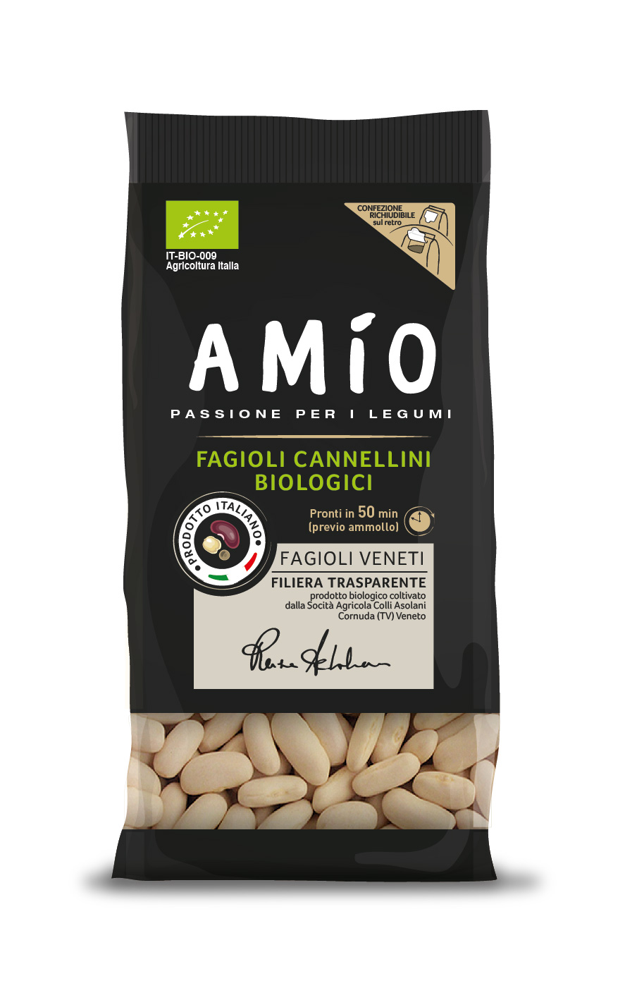 IT-BIO-009
Agricoltura Italia
CONFEZIONE
RICHIUDIBILE
sul retro
AMÍO
PASSIONE PER I LEGUMI
FAGIOLI CANNELLINI
BIOLOGICI
PRODOTTO ITALIANO
Pronti in 50 min
(previo ammollo)
FAGIOLI VENETI
FILIERA TRASPARENTE
prodotto biologico coltivato
dalla Socità Agricola Colli Asolani
Cornuda (TV) Veneto